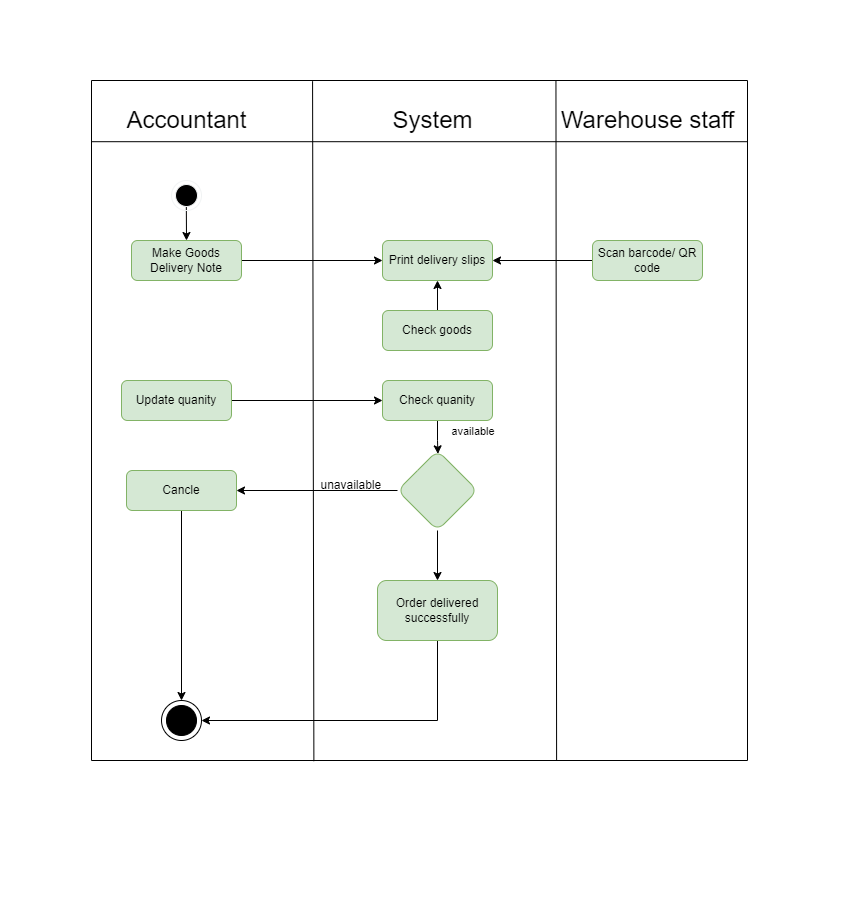 Accountant
System
Warehouse staff
Make Goods
Delivery Note
Print delivery slips
Scan barcode/ QR
code
Check goods
Update quanity
Check quanity
available
Cancle
unavailable
Order delivered
successfully